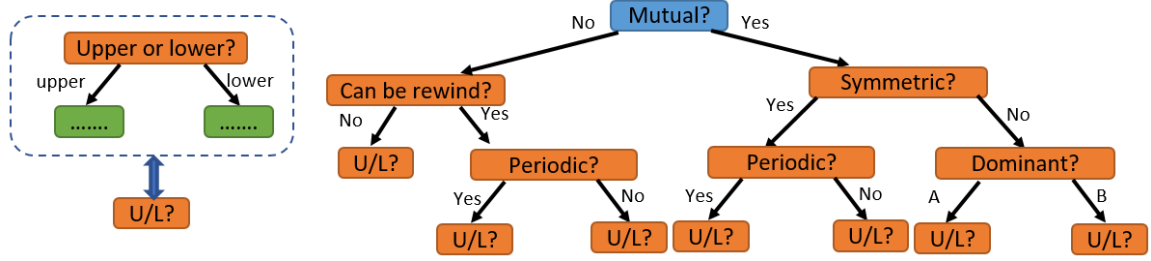 Upper or lower?
upper
lower
.......
.......
U/L?
Mutual?
No
Yes
Can be rewind?
Symmetric?
No
Yes
Yes
No
U/L?
Periodic?
Periodic?
Dominant?
Yes
No
Yes
No
A
B
U/L?
U/L?
U/L?
U/L?
U/L?
U/L?